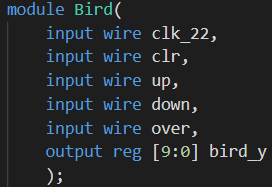 module Bird(
    input wire clk_22,
    input wire clr,
    input wire up,
    input wire down,
    input wire over,
    output reg [9:0] bird_y
    );